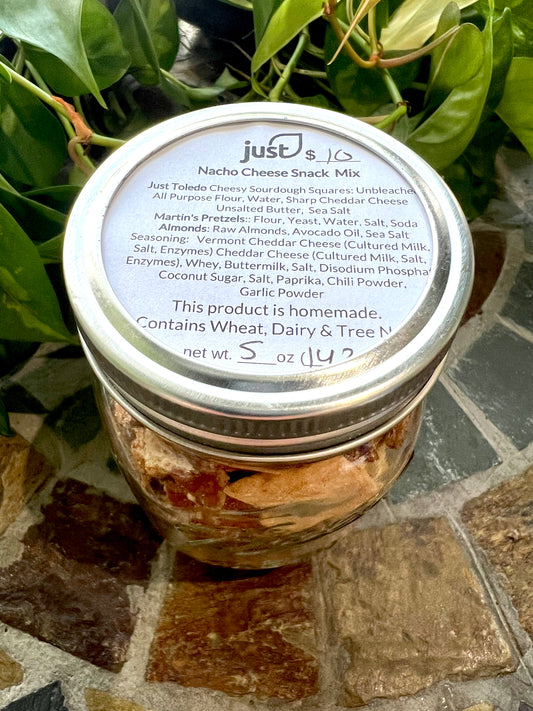 just $ 10
Nacho Cheese Snack Mix
Just Toledo Cheesy Sourdough Squares: Unbleache
All Purpose Flour, Water, Sharp Cheddar Cheese
Unsalted Butter, Sea Salt
Martin's Pretzels:: Flour, Yeast, Water, Salt, Soda
Almonds: Raw Almonds, Avocado Oil, Sea Salt
Seasoning: Vermont Cheddar Cheese (Cultured Milk,
Salt, Enzymes) Cheddar Cheese (Cultured Milk, Salt,
Enzymes), Whey, Buttermilk, Salt, Disodium Phosphat
Coconut Sugar, Salt, Paprika, Chili Powder,
Garlic Powder
This product is homemade.
Contains Wheat, Dairy & Tree N
net wt. 5 oz (142